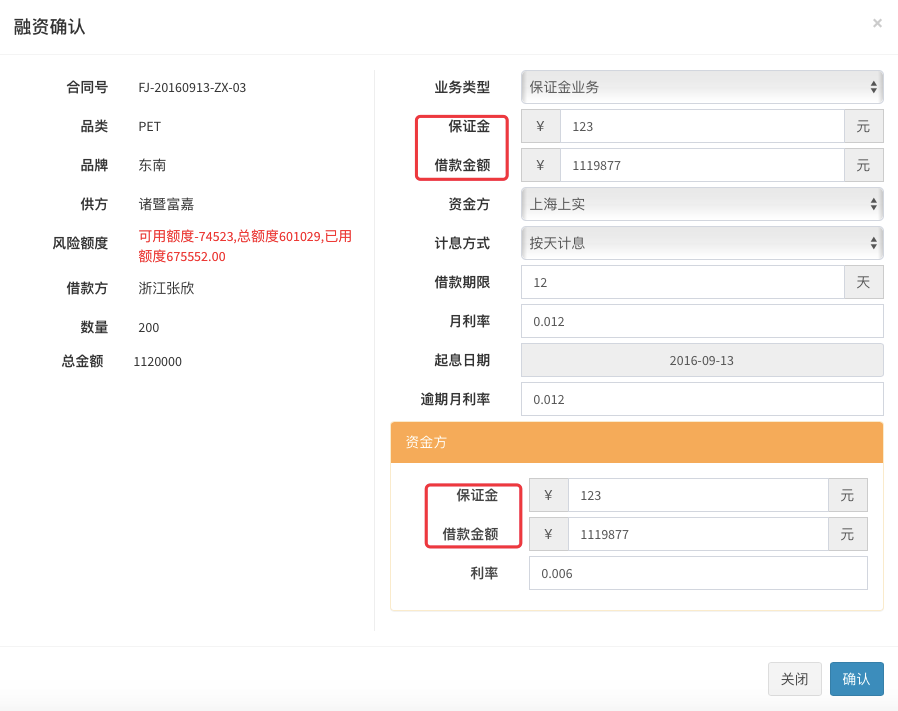 融资确认
×
合同号 FJ-20160913-ZX-03
品类 PET
品牌 东南
供方 诸暨富嘉
风险额度 可用额度-74523,总额度601029,已用
额度675552.00
借款方 浙江张欣
数量 200
总金额 1120000
业务类型 保证金业务
保证金 ¥ 123 元
借款金额 ¥ 1119877 元
资金方 上海上实
计息方式 按天计息
借款期限 12 天
月利率 0.012
起息日期 2016-09-13
逾期月利率 0.012
资金方
保证金 ¥ 123 元
借款金额 ¥ 1119877 元
利率 0.006
关闭 确认